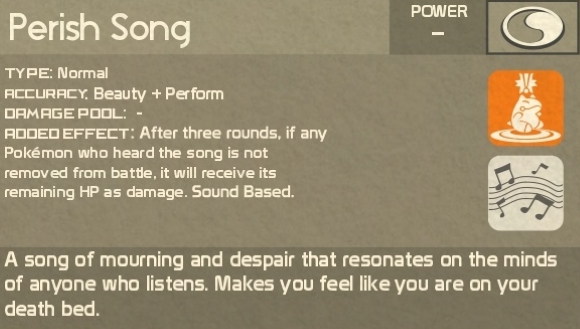 Perish Song
POWER
–
TYPE: Normal
ACCURACY: Beauty + Perform
DAMAGE POOL: -
ADDED EFFECT: After three rounds, if any
Pokémon who heard the song is not
removed from battle, it will receive its
remaining HP as damage. Sound Based.
A song of mourning and despair that resonates on the minds
of anyone who listens. Makes you feel like you are on your
death bed.